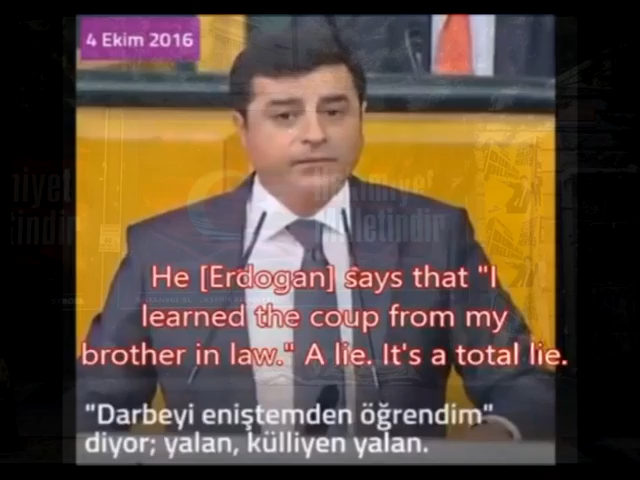 4 Ekim 2016
Milletindir
He [Erdogan] says that "I
learned the coup from my
brother in law." A lie. It's a total lie.
"Darbeyi eniştemden öğrendim"
diyor; yalan, külliyen yalan.